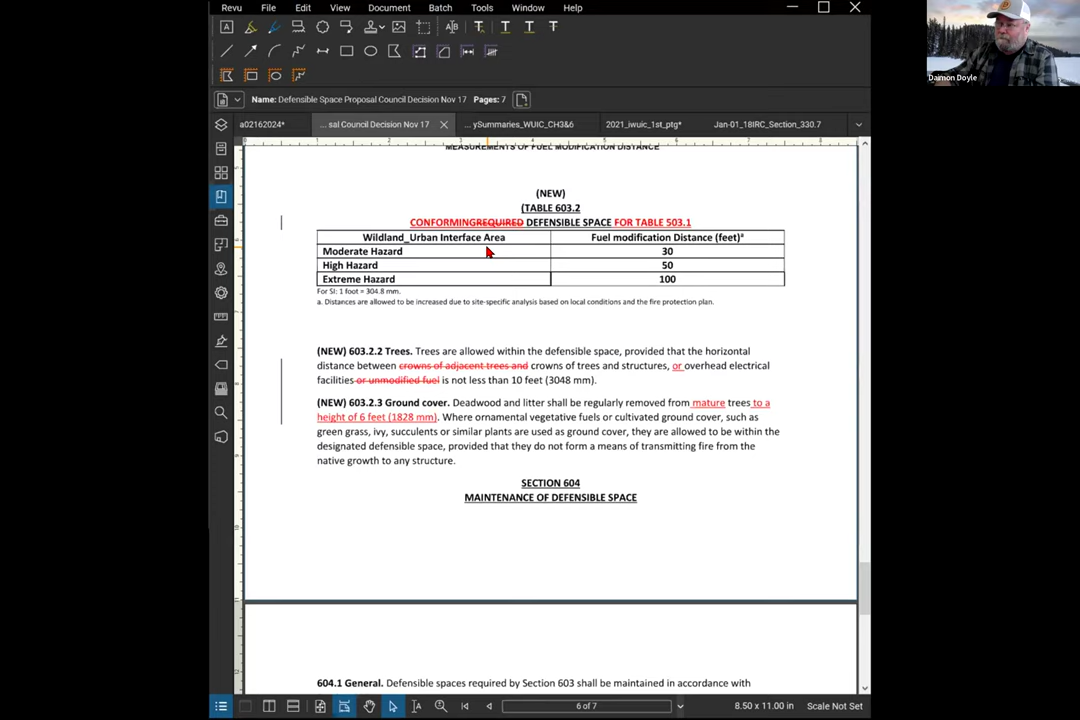 Revu File Edit View Document Batch Tools Window Help
Name: Defensible Space Proposal Council Decision Nov 17 Pages: 7
a02162024* ... sal Council Decision Nov 17 ... ySummaries_WUIC_CH3&6 2021_iwuic_1st_ptg* Jan-01_18IRC_Section_330.7
MEASUREMENTS OF FUEL MODIFICATION DISTANCE
(NEW)
(TABLE 603.2
CONFORMINGREQUIRED DEFENSIBLE SPACE FOR TABLE 503.1
Wildland_Urban Interface Area Fuel modification Distance (feet)ª
Moderate Hazard 30
High Hazard 50
Extreme Hazard 100
For SI: 1 foot = 304.8 mm.
a. Distances are allowed to be increased due to site-specific analysis based on local conditions and the fire protection plan.
(NEW) 603.2.2 Trees. Trees are allowed within the defensible space, provided that the horizontal
distance between crowns of adjacent trees and crowns of trees and structures, or overhead electrical
facilities or unmodified fuel is not less than 10 feet (3048 mm).
(NEW) 603.2.3 Ground cover. Deadwood and litter shall be regularly removed from mature trees to a
height of 6 feet (1828 mm). Where ornamental vegetative fuels or cultivated ground cover, such as
green grass, ivy, succulents or similar plants are used as ground cover, they are allowed to be within the
designated defensible space, provided that they do not form a means of transmitting fire from the
native growth to any structure.
SECTION 604
MAINTENANCE OF DEFENSIBLE SPACE
604.1 General. Defensible spaces required by Section 603 shall be maintained in accordance with
6 of 7 8.50 x 11.00 in Scale Not Set
Daimon Doyle